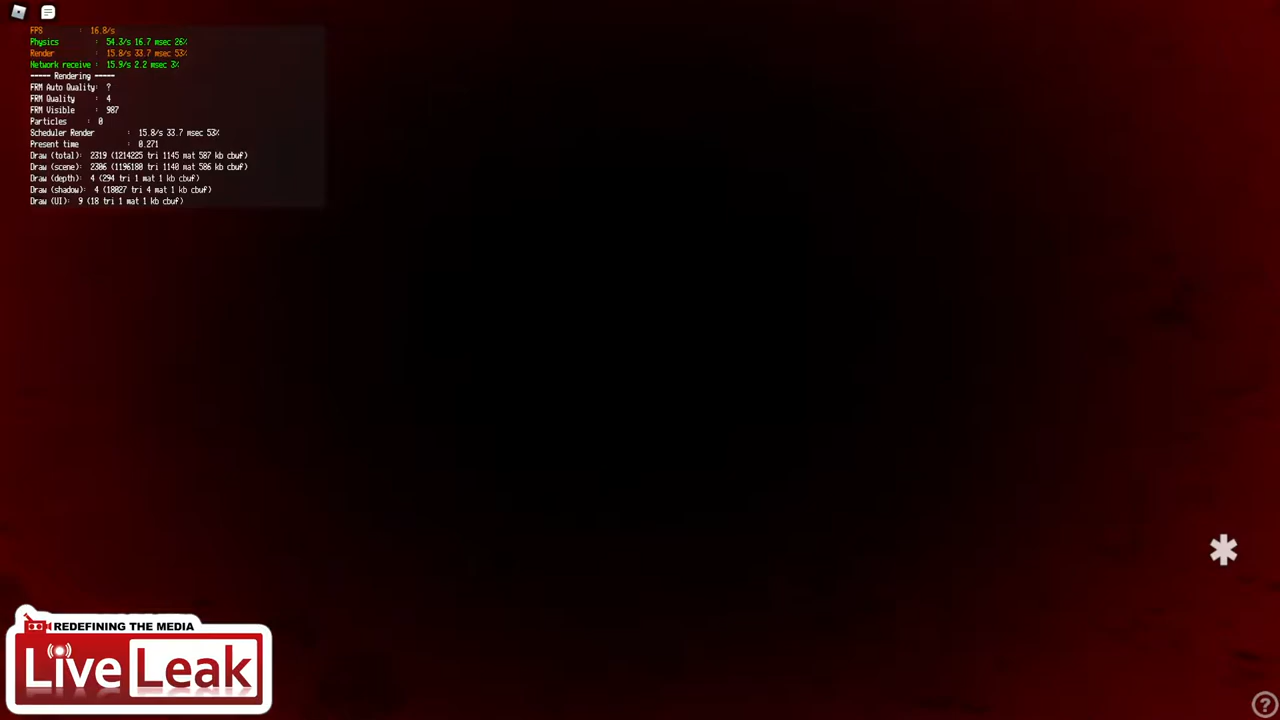 FPS : 16.8/s
Physics : 54.3/s 16.7 msec 26%
Render : 15.8/s 33.7 msec 53%
Network receive : 15.9/s 2.2 msec 3%
----- Rendering -----
FRM Auto Quality: ?
FRM Quality : 4
FRM Visible : 987
Particles : 0
Scheduler Render : 15.8/s 33.7 msec 53%
Present time : 0.271
Draw (total): 2319 (1214225 tri 1145 mat 587 kb cbuf)
Draw (scene): 2306 (1196180 tri 1140 mat 586 kb cbuf)
Draw (depth): 4 (294 tri 1 mat 1 kb cbuf)
Draw (shadow): 4 (18027 tri 4 mat 1 kb cbuf)
Draw (UI): 9 (18 tri 1 mat 1 kb cbuf)
*
REDEFINING THE MEDIA
LiveLeak
?